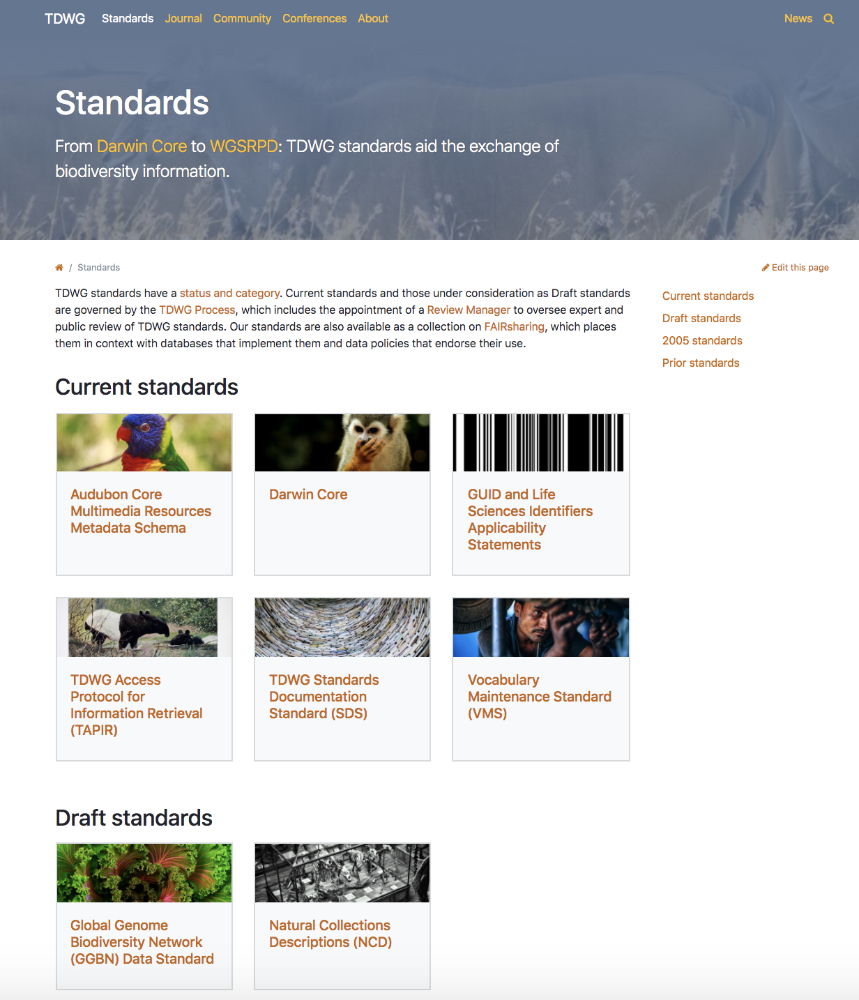 TDWG Standards Journal Community Conferences About News
Standards
From Darwin Core to WGSRPD: TDWG standards aid the exchange of
biodiversity information.
/ Standards
Edit this page
TDWG standards have a status and category. Current standards and those under consideration as Draft standards
are governed by the TDWG Process, which includes the appointment of a Review Manager to oversee expert and
public review of TDWG standards. Our standards are also available as a collection on FAIRsharing, which places
them in context with databases that implement them and data policies that endorse their use.
Current standards
Draft standards
2005 standards
Prior standards
Current standards
Audubon Core
Multimedia Resources
Metadata Schema
Darwin Core
GUID and Life
Sciences Identifiers
Applicability
Statements
TDWG Access
Protocol for
Information Retrieval
(TAPIR)
TDWG Standards
Documentation
Standard (SDS)
Vocabulary
Maintenance Standard
(VMS)
Draft standards
Global Genome
Biodiversity Network
(GGBN) Data Standard
Natural Collections
Descriptions (NCD)